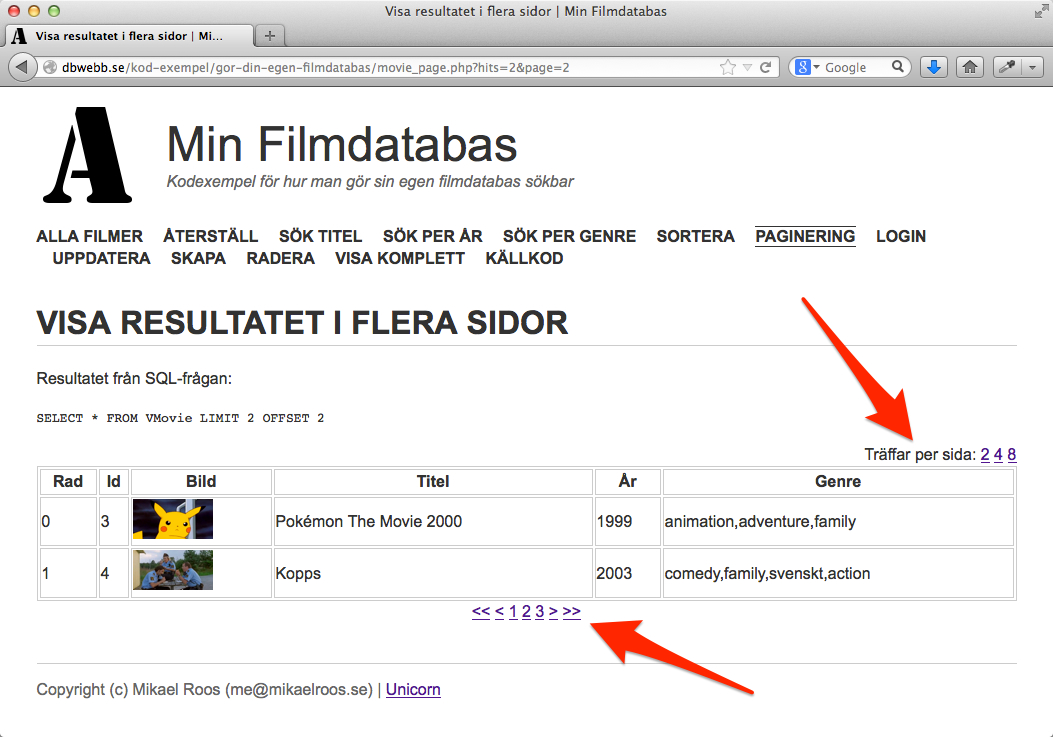 Visa resultatet i flera sidor | Min Filmdatabas
Visa resultatet i flera sidor | Mi...
dbwebb.se/kod-exempel/gor-din-egen-filmdatabas/movie_page.php?hits=2&page=2
8 Google
A Min Filmdatabas
Kodexempel för hur man gör sin egen filmdatabas sökbar
ALLA FILMER ÅTERSTÄLL SÖK TITEL SÖK PER ÅR SÖK PER GENRE SORTERA PAGINERING LOGIN
UPPDATERA SKAPA RADERA VISA KOMPLETT KÄLLKOD
VISA RESULTATET I FLERA SIDOR
Resultatet från SQL-frågan:
SELECT * FROM VMovie LIMIT 2 OFFSET 2
Träffar per sida: 2 4 8
Rad Id Bild Titel År Genre
0 3 Pokémon The Movie 2000 1999 animation,adventure,family
1 4 Kopps 2003 comedy,family,svenskt,action
<< < 1 2 3 > >>
Copyright (c) Mikael Roos (me@mikaelroos.se) | Unicorn